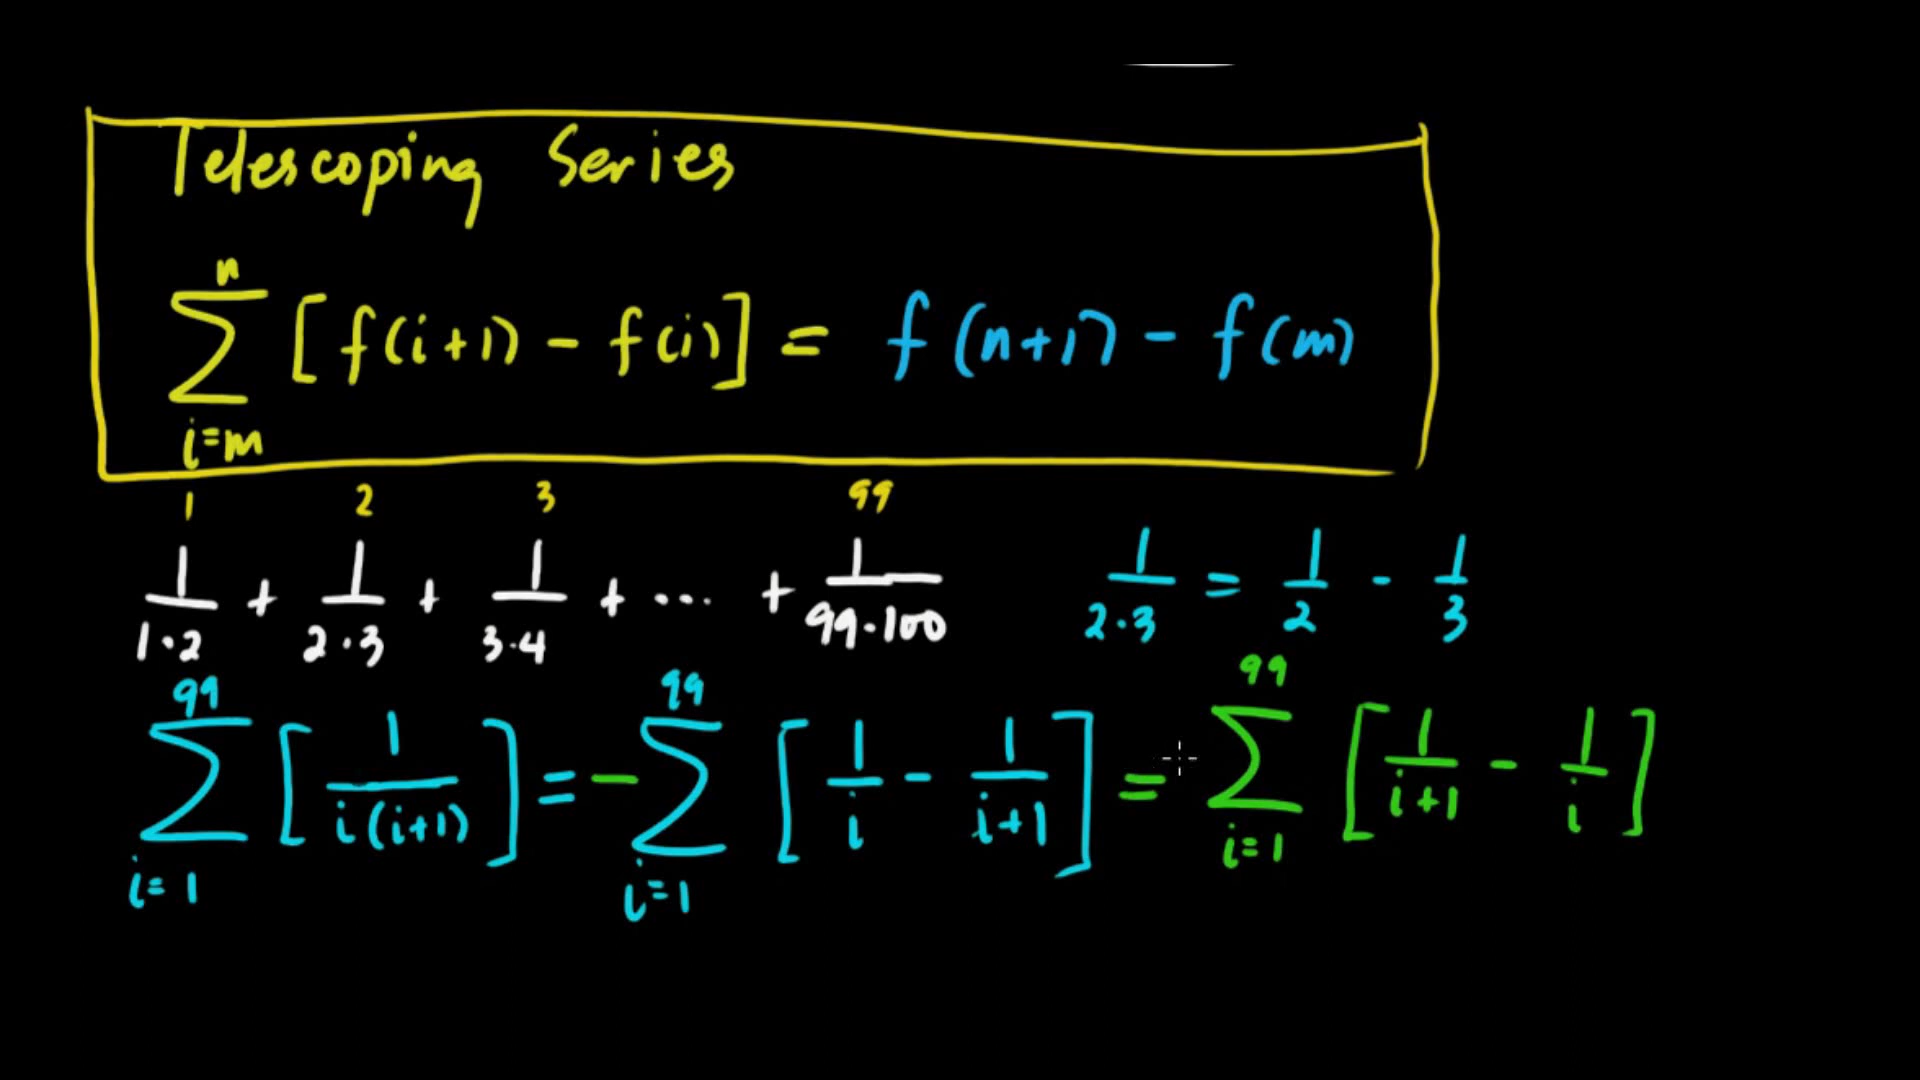 Telescoping Series
n
∑ [f(i+1) - f(i)] = f(n+1) - f(m)
i=m
1 2 3 99
1/1·2 + 1/2·3 + 1/3·4 + ... + 1/99·100 1/2·3 = 1/2 - 1/3
99 99 99
∑ [1/i(i+1)] = -∑ [1/i - 1/i+1] = ∑ [1/i+1 - 1/i]
i=1 i=1 i=1